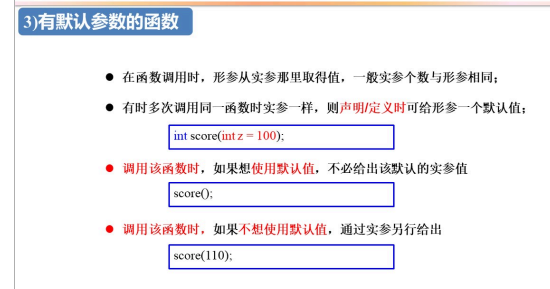 3)有默认参数的函数
● 在函数调用时，形参从实参那里取得值，一般实参个数与形参相同；
● 有时多次调用同一函数时实参一样，则声明/定义时可给形参一个默认值；
int score(int z = 100);
● 调用该函数时，如果想使用默认值，不必给出该默认的实参值
score();
● 调用该函数时，如果不想使用默认值，通过实参另行给出
score(110);